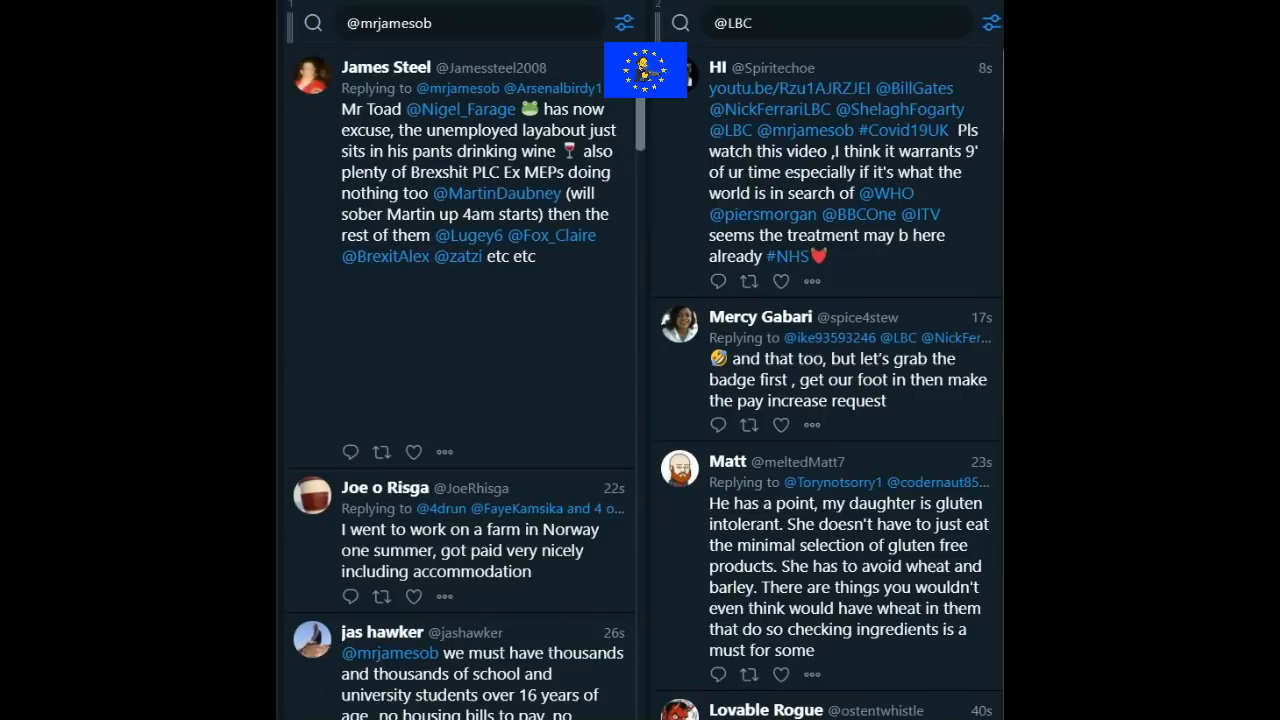 1
@mrjamesob
James Steel @Jamessteel2008
Replying to @mrjamesob @Arsenalbirdy1
Mr Toad @Nigel_Farage 🐸 has now
excuse, the unemployed layabout just
sits in his pants drinking wine 🍷 also
plenty of Brexshit PLC Ex MEPs doing
nothing too @MartinDaubney (will
sober Martin up 4am starts) then the
rest of them @Lugey6 @Fox_Claire
@BrexitAlex @zatzi etc etc
Joe o Risga @JoeRhisga 22s
Replying to @4drun @FayeKamsika and 4 o...
I went to work on a farm in Norway
one summer, got paid very nicely
including accommodation
jas hawker @jashawker 26s
@mrjamesob we must have thousands
and thousands of school and
university students over 16 years of
age, no housing bills to pay, no
2
@LBC
HI @Spiritechoe 8s
youtu.be/Rzu1AJRZJEI @BillGates
@NickFerrariLBC @ShelaghFogarty
@LBC @mrjamesob #Covid19UK Pls
watch this video ,I think it warrants 9'
of ur time especially if it's what the
world is in search of @WHO
@piersmorgan @BBCOne @ITV
seems the treatment may b here
already #NHS💓
Mercy Gabari @spice4stew 17s
Replying to @ike93593246 @LBC @NickFer...
🤣 and that too, but let's grab the
badge first , get our foot in then make
the pay increase request
Matt @meltedMatt7 23s
Replying to @Torynotsorry1 @codernaut85...
He has a point, my daughter is gluten
intolerant. She doesn't have to just eat
the minimal selection of gluten free
products. She has to avoid wheat and
barley. There are things you wouldn't
even think would have wheat in them
that do so checking ingredients is a
must for some
Lovable Rogue @ostentwhistle 40s